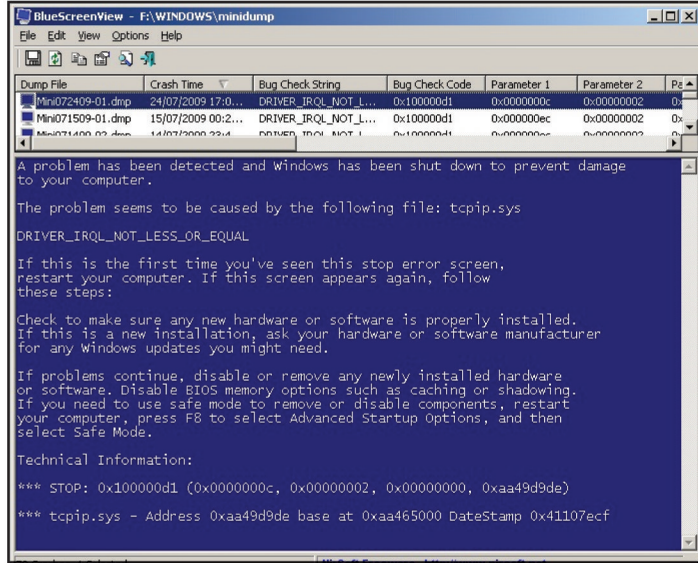 BlueScreenView - F:\WINDOWS\minidump
File Edit View Options Help
Dump File Crash Time Bug Check String Bug Check Code Parameter 1 Parameter 2
Mini072409-01.dmp 24/07/2009 17:0... DRIVER_IRQL_NOT_L... 0x100000d1 0x0000000c 0x00000002 0x
Mini071509-01.dmp 15/07/2009 00:2... DRIVER_IRQL_NOT_L... 0x100000d1 0x000000ec 0x00000002 0x
A problem has been detected and Windows has been shut down to prevent damage
to your computer.
The problem seems to be caused by the following file: tcpip.sys
DRIVER_IRQL_NOT_LESS_OR_EQUAL
If this is the first time you've seen this stop error screen,
restart your computer. If this screen appears again, follow
these steps:
Check to make sure any new hardware or software is properly installed.
If this is a new installation, ask your hardware or software manufacturer
for any Windows updates you might need.
If problems continue, disable or remove any newly installed hardware
or software. Disable BIOS memory options such as caching or shadowing.
If you need to use safe mode to remove or disable components, restart
your computer, press F8 to select Advanced Startup Options, and then
select Safe Mode.
Technical Information:
*** STOP: 0x100000d1 (0x0000000c, 0x00000002, 0x00000000, 0xaa49d9de)
*** tcpip.sys - Address 0xaa49d9de base at 0xaa465000 DateStamp 0x41107ecf